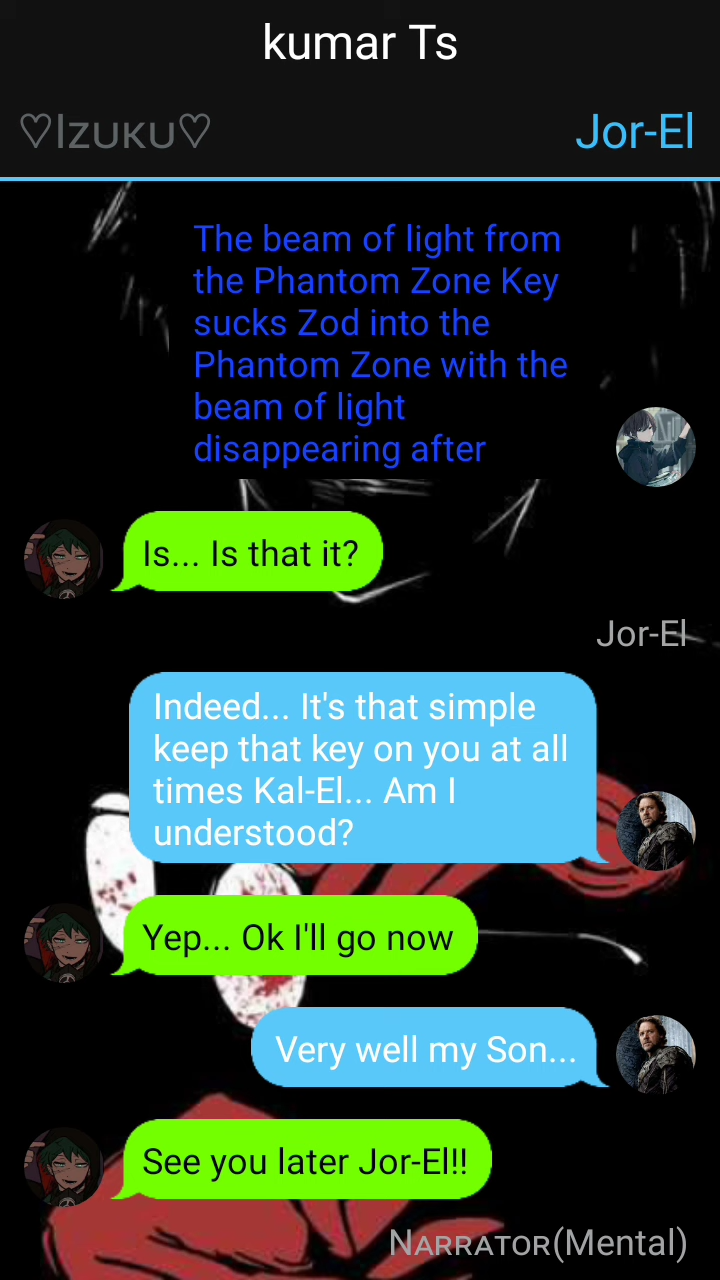 kumar Ts
♡Izuku♡
Jor-El
The beam of light from
the Phantom Zone Key
sucks Zod into the
Phantom Zone with the
beam of light
disappearing after
Is... Is that it?
Jor-El
Indeed... It's that simple
keep that key on you at all
times Kal-El... Am I
understood?
Yep... Ok I'll go now
Very well my Son...
See you later Jor-El!!
Narrator(Mental)